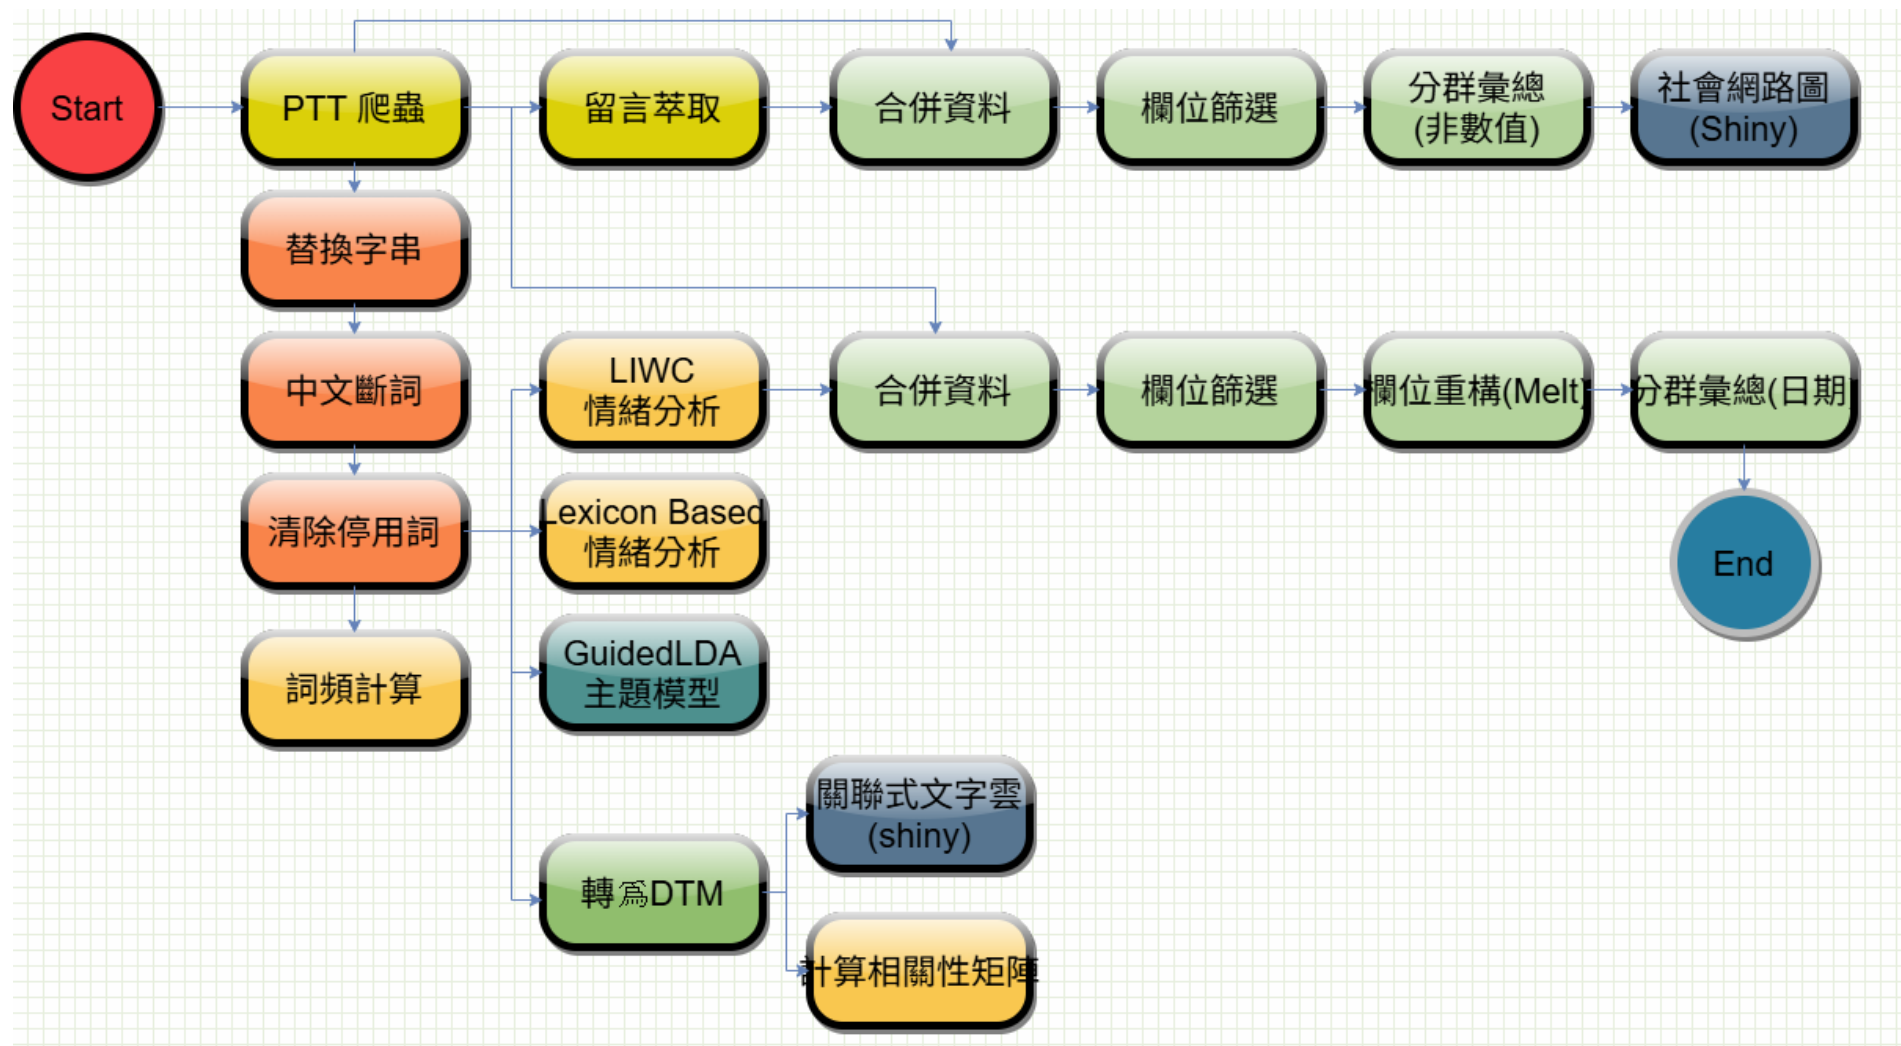 Start
PTT 爬蟲
留言萃取
合併資料
欄位篩選
分群彙總
(非數值)
社會網路圖
(Shiny)
替換字串
中文斷詞
LIWC
情緒分析
合併資料
欄位篩選
欄位重構(Melt)
分群彙總(日期)
清除停用詞
Lexicon Based
情緒分析
End
詞頻計算
GuidedLDA
主題模型
關聯式文字雲
(shiny)
轉為DTM
計算相關性矩陣